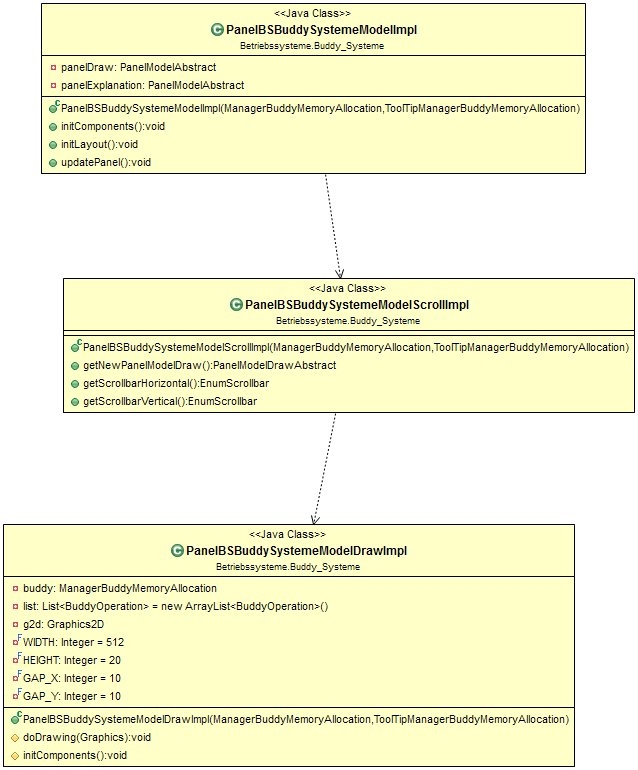 <<Java Class>>
PanelBSBuddySystemeModelImpl
Betriebssysteme.Buddy_Systeme
panelDraw: PanelModelAbstract
panelExplanation: PanelModelAbstract
PanelBSBuddySystemeModelImpl(ManagerBuddyMemoryAllocation,ToolTipManagerBuddyMemoryAllocation)
initComponents():void
initLayout():void
updatePanel():void
<<Java Class>>
PanelBSBuddySystemeModelScrollImpl
Betriebssysteme.Buddy_Systeme
PanelBSBuddySystemeModelScrollImpl(ManagerBuddyMemoryAllocation,ToolTipManagerBuddyMemoryAllocation)
getNewPanelModelDraw():PanelModelDrawAbstract
getScrollbarHorizontal():EnumScrollbar
getScrollbarVertical():EnumScrollbar
<<Java Class>>
PanelBSBuddySystemeModelDrawImpl
Betriebssysteme.Buddy_Systeme
buddy: ManagerBuddyMemoryAllocation
list: List<BuddyOperation> = new ArrayList<BuddyOperation>()
g2d: Graphics2D
WIDTH: Integer = 512
HEIGHT: Integer = 20
GAP_X: Integer = 10
GAP_Y: Integer = 10
PanelBSBuddySystemeModelDrawImpl(ManagerBuddyMemoryAllocation,ToolTipManagerBuddyMemoryAllocation)
doDrawing(Graphics):void
initComponents():void